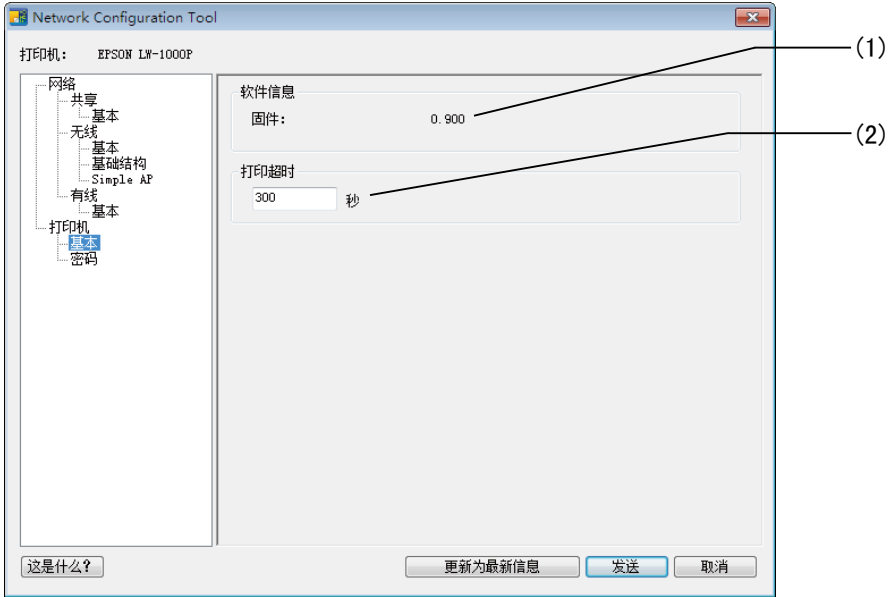 Network Configuration Tool
打印机： EPSON LW-1000P
网络
共享
基本
无线
基本
基础结构
Simple AP
有线
基本
打印机
基本
密码
软件信息
固件： 0.900
打印超时
300 秒
(1)
(2)
这是什么?
更新为最新信息
发送
取消